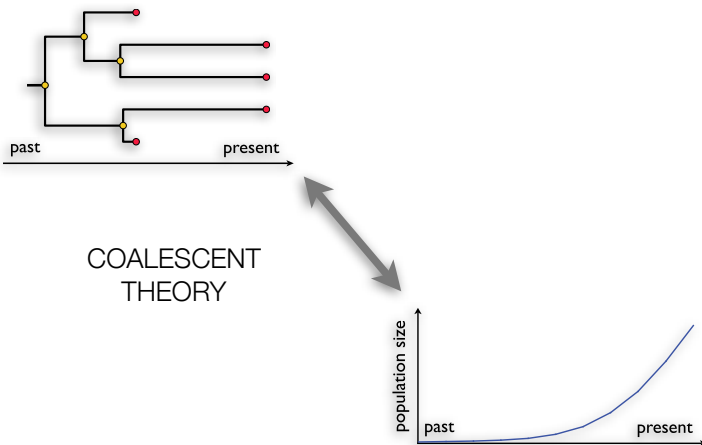 past present
COALESCENT
THEORY
population size
past present